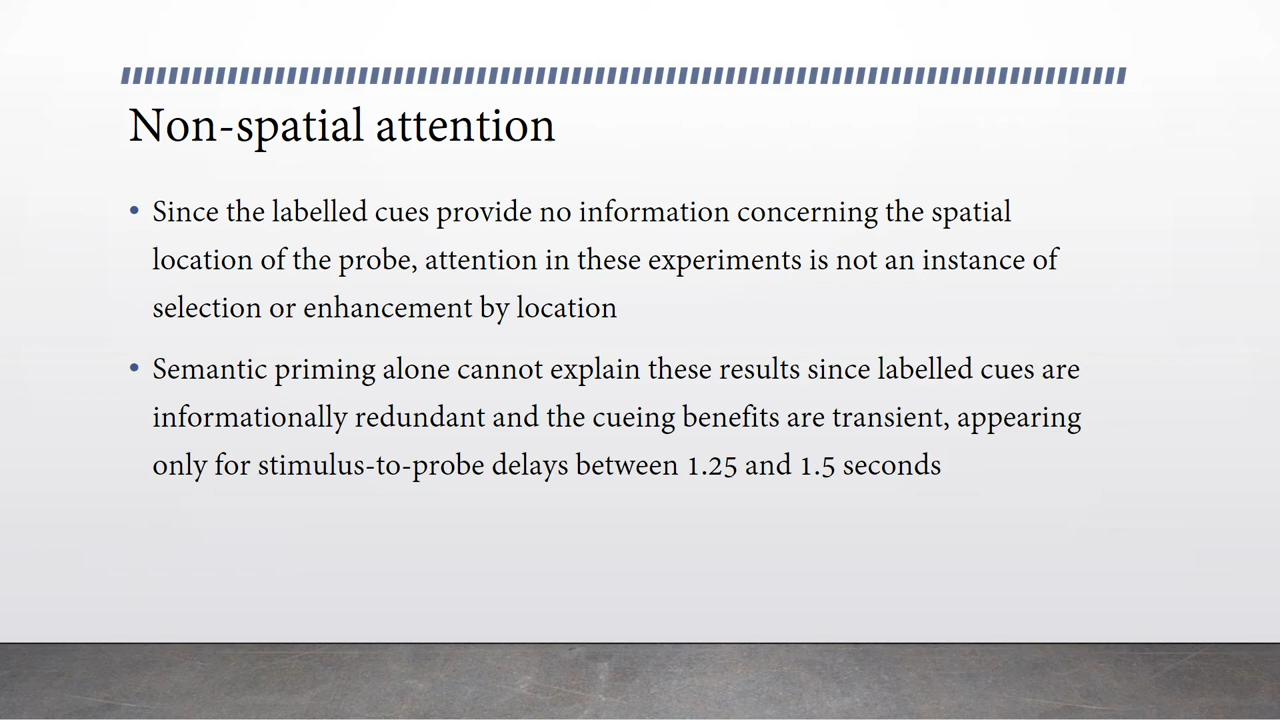 Non-spatial attention
• Since the labelled cues provide no information concerning the spatial
location of the probe, attention in these experiments is not an instance of
selection or enhancement by location
• Semantic priming alone cannot explain these results since labelled cues are
informationally redundant and the cueing benefits are transient, appearing
only for stimulus-to-probe delays between 1.25 and 1.5 seconds